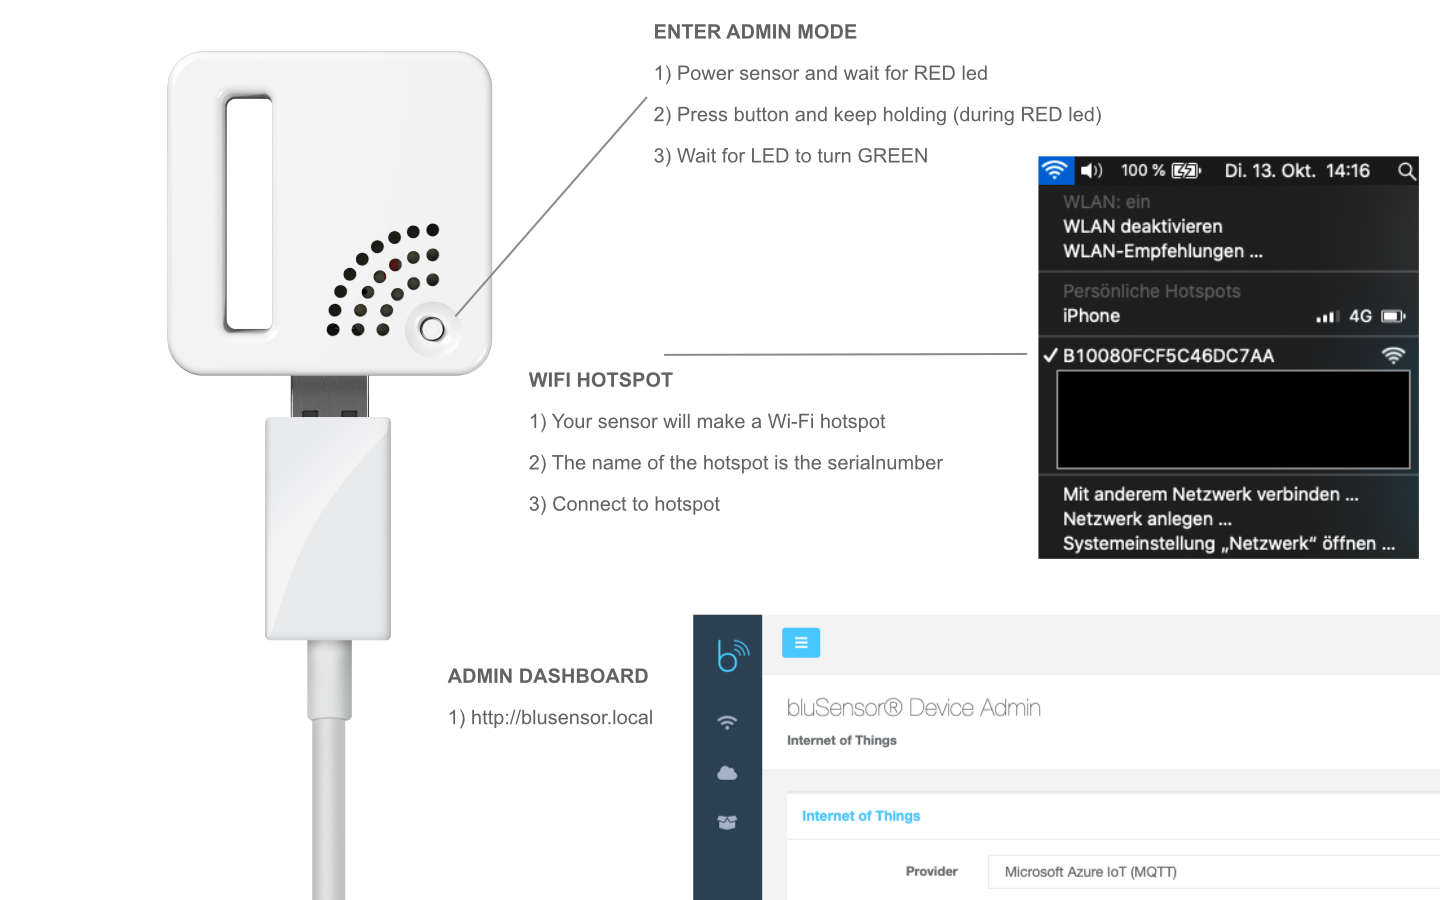 ENTER ADMIN MODE
1) Power sensor and wait for RED led
2) Press button and keep holding (during RED led)
3) Wait for LED to turn GREEN
100 % Di. 13. Okt. 14:16
WLAN: ein
WLAN deaktivieren
WLAN-Empfehlungen ...
Persönliche Hotspots
iPhone 4G
B10080FCF5C46DC7AA
Mit anderem Netzwerk verbinden ...
Netzwerk anlegen ...
Systemeinstellung „Netzwerk“ öffnen ...
WIFI HOTSPOT
1) Your sensor will make a Wi-Fi hotspot
2) The name of the hotspot is the serialnumber
3) Connect to hotspot
ADMIN DASHBOARD
1) http://blusensor.local
b
bluSensor® Device Admin
Internet of Things
Internet of Things
Provider Microsoft Azure IoT (MQTT)